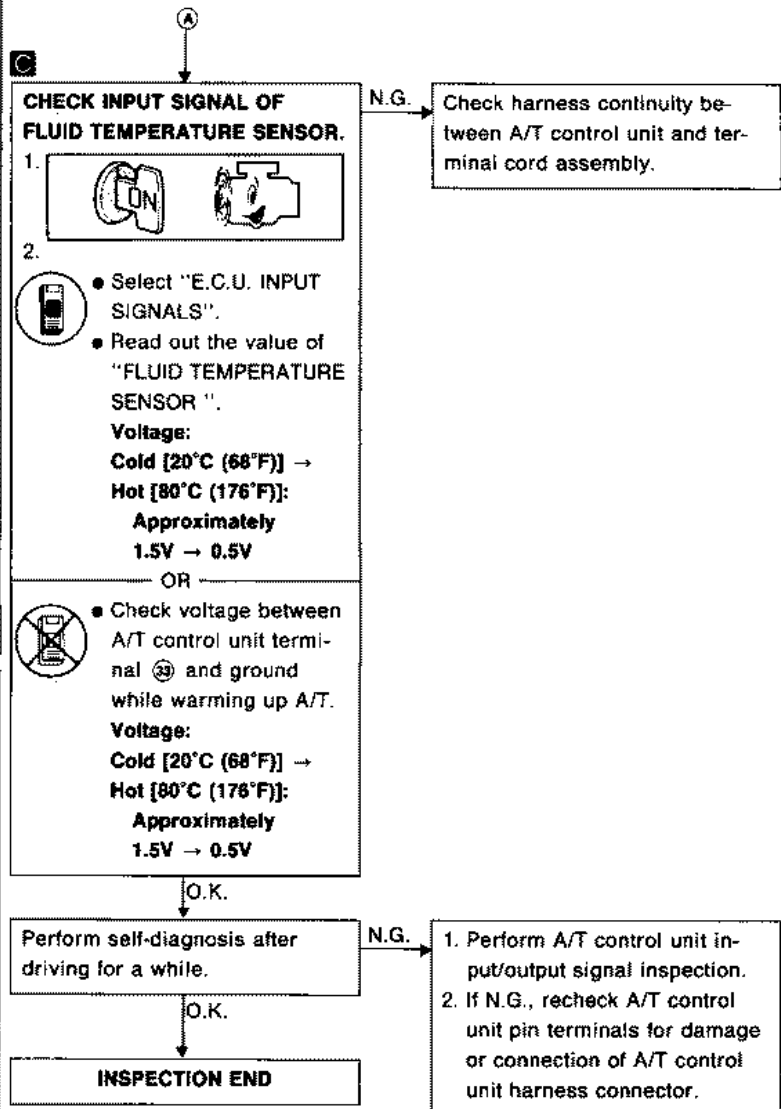 A
C
CHECK INPUT SIGNAL OF
FLUID TEMPERATURE SENSOR.
N.G.
Check harness continuity be-
tween A/T control unit and ter-
minal cord assembly.
1.
ON
2.
● Select "E.C.U. INPUT
SIGNALS".
● Read out the value of
"FLUID TEMPERATURE
SENSOR ".
Voltage:
Cold [20°C (68°F)] →
Hot [80°C (176°F)]:
Approximately
1.5V → 0.5V
OR
● Check voltage between
A/T control unit termi-
nal ㉝ and ground
while warming up A/T.
Voltage:
Cold [20°C (68°F)] →
Hot [80°C (176°F)]:
Approximately
1.5V → 0.5V
O.K.
Perform self-diagnosis after
driving for a while.
N.G.
1. Perform A/T control unit in-
put/output signal inspection.
2. If N.G., recheck A/T control
unit pin terminals for damage
or connection of A/T control
unit harness connector.
O.K.
INSPECTION END